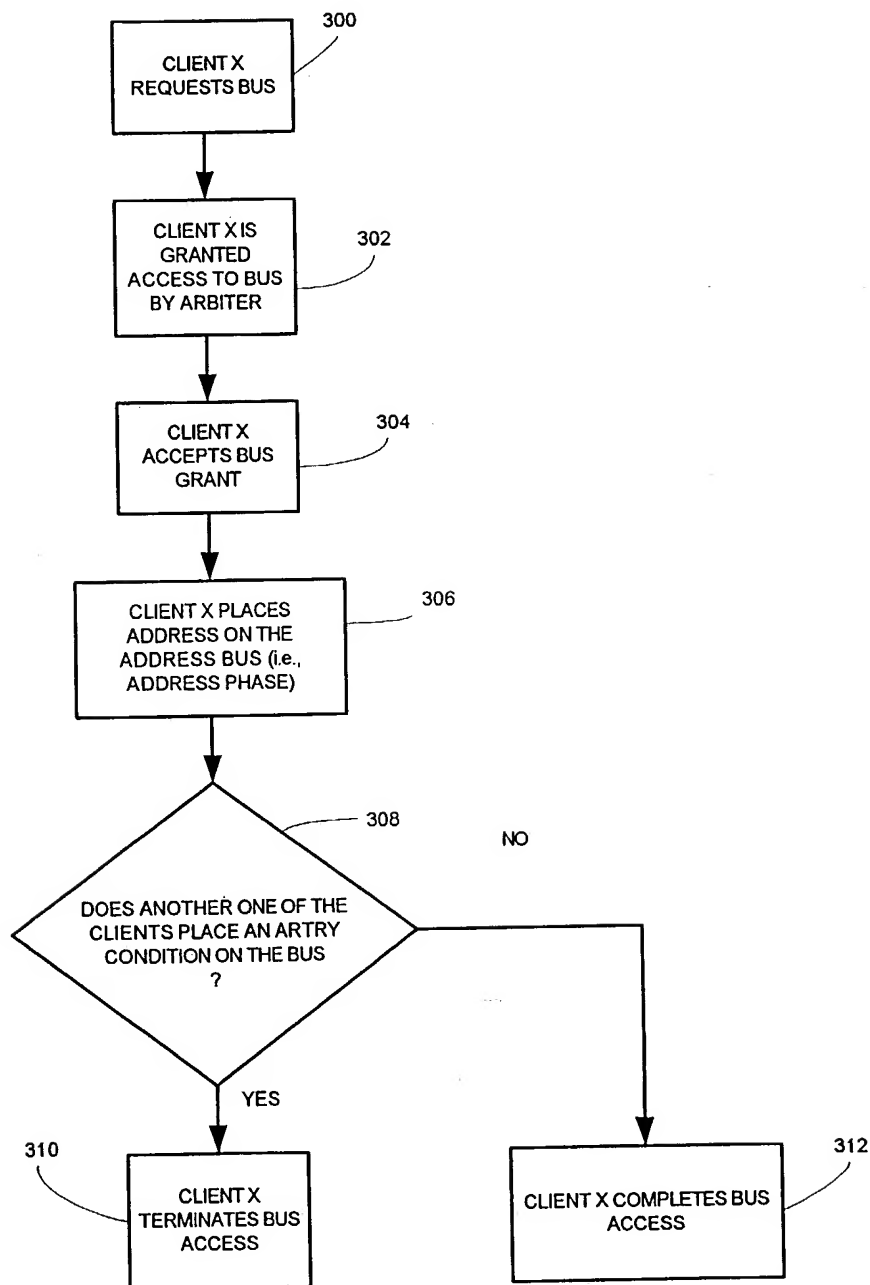 300
CLIENT X
REQUESTS BUS
CLIENT X IS
GRANTED
ACCESS TO BUS
BY ARBITER
302
CLIENT X
ACCEPTS BUS
GRANT
304
CLIENT X PLACES
ADDRESS ON THE
ADDRESS BUS (i.e.,
ADDRESS PHASE)
306
308
NO
DOES ANOTHER ONE OF THE
CLIENTS PLACE AN ARTRY
CONDITION ON THE BUS
?
YES
310
CLIENT X
TERMINATES BUS
ACCESS
312
CLIENT X COMPLETES BUS
ACCESS